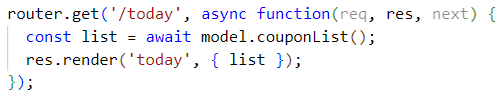 router.get('/today', async function(req, res, next) {
  const list = await model.couponList();
  res.render('today', { list });
});